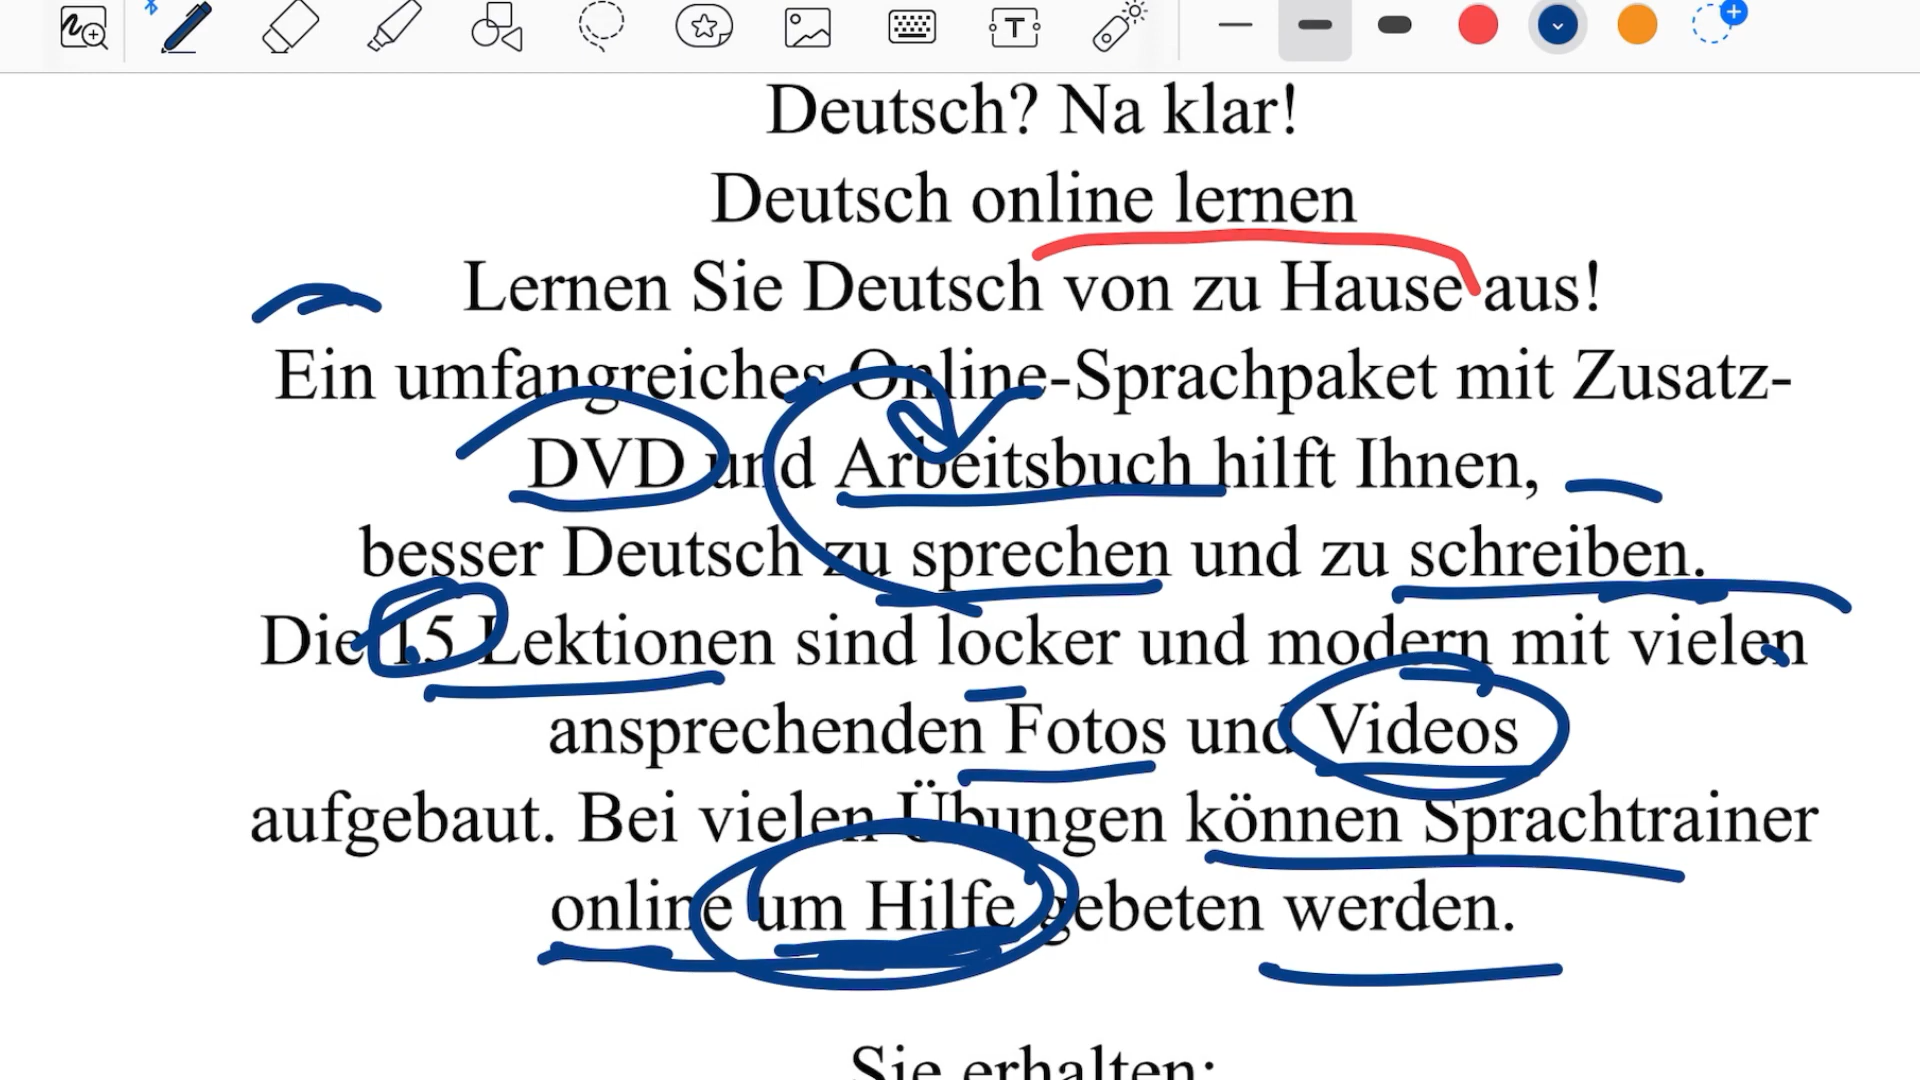 Deutsch? Na klar!
Deutsch online lernen
Lernen Sie Deutsch von zu Hause aus!
Ein umfangreiches Online-Sprachpaket mit Zusatz-
DVD und Arbeitsbuch hilft Ihnen,
besser Deutsch zu sprechen und zu schreiben.
Die 15 Lektionen sind locker und modern mit vielen
ansprechenden Fotos und Videos
aufgebaut. Bei vielen Übungen können Sprachtrainer
online um Hilfe gebeten werden.
Sie erhalten: